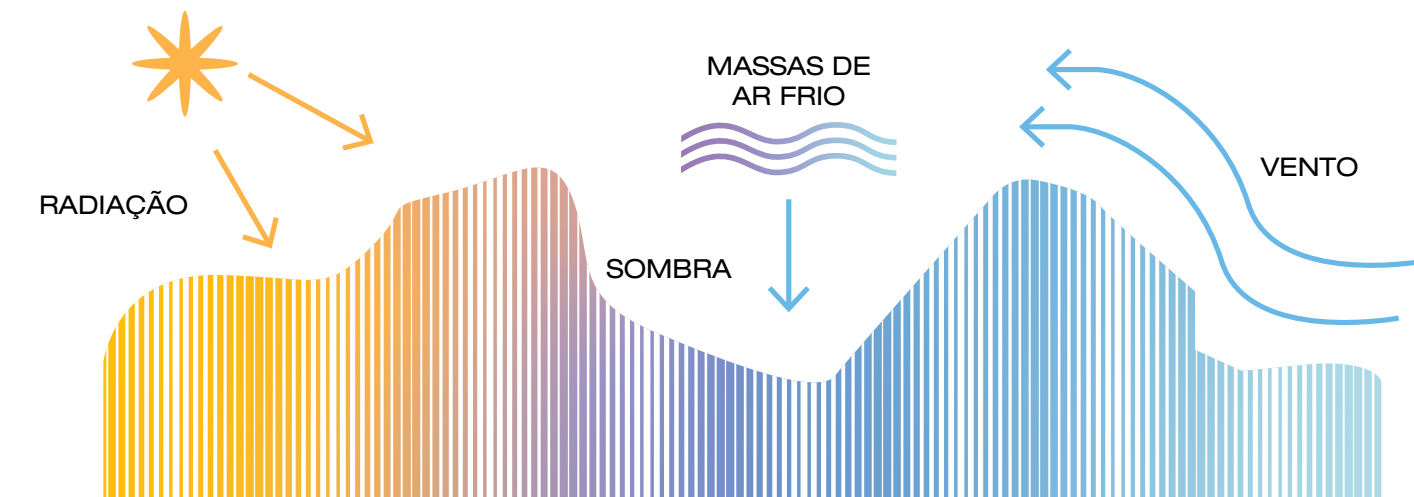 MASSAS DE
AR FRIO
VENTO
RADIAÇÃO
SOMBRA